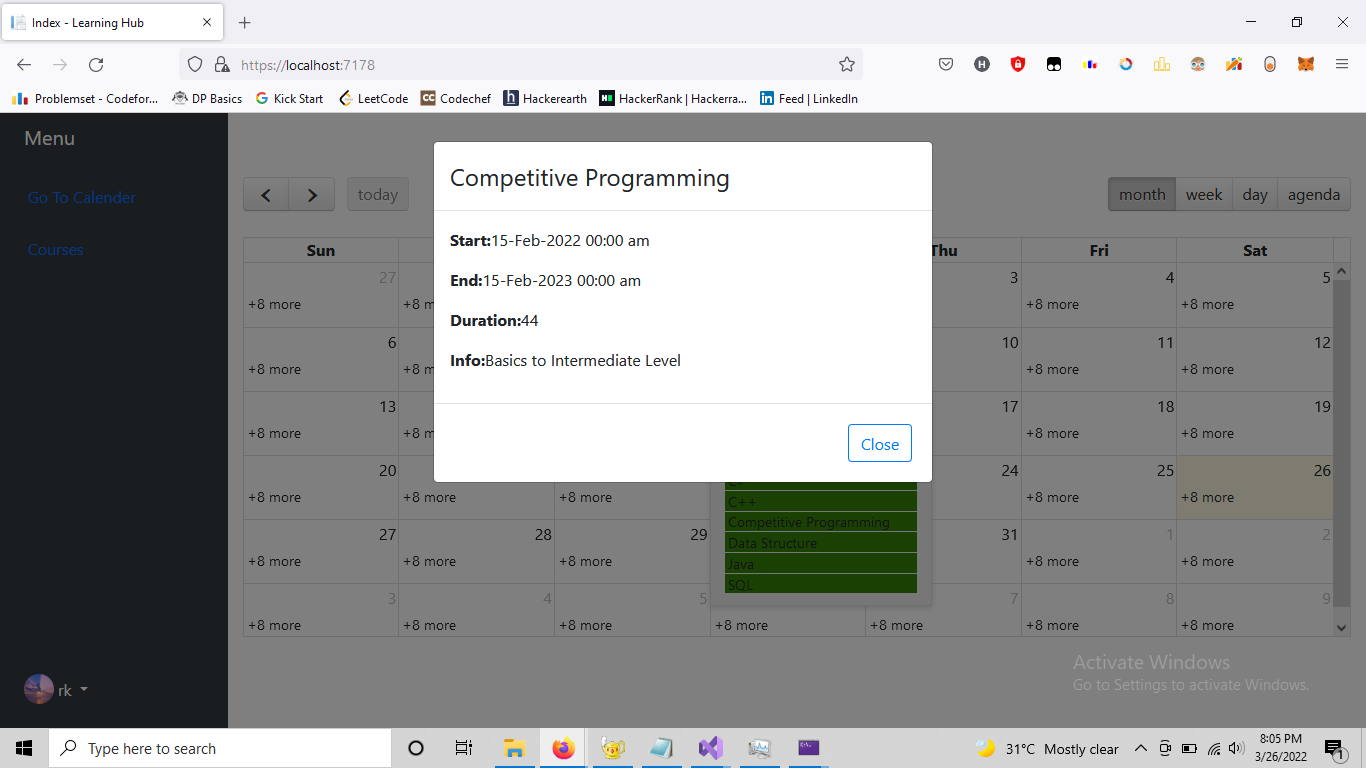 Index - Learning Hub
https://localhost:7178
Problemset - Codefor...
DP Basics
Kick Start
LeetCode
Codechef
Hackerearth
HackerRank | Hackerra...
Feed | LinkedIn
Menu
Go To Calender
Courses
rk
today
month
week
day
agenda
Sun
Thu
Fri
Sat
27
3
4
5
+8 more
+8 m
+8 more
+8 more
6
10
11
12
+8 more
+8 m
+8 more
+8 more
13
17
18
19
+8 more
+8 m
+8 more
+8 more
20
24
25
26
+8 more
+8 more
+8 more
+8 more
+8 more
27
28
29
31
1
2
+8 more
+8 more
+8 more
+8 more
+8 more
3
4
5
7
8
9
+8 more
+8 more
+8 more
+8 more
+8 more
+8 more
+8 more
Competitive Programming
Start:15-Feb-2022 00:00 am
End:15-Feb-2023 00:00 am
Duration:44
Info:Basics to Intermediate Level
Close
C++
Competitive Programming
Data Structure
Java
SQL
Activate Windows
Go to Settings to activate Windows.
Type here to search
31°C Mostly clear
8:05 PM
3/26/2022
1